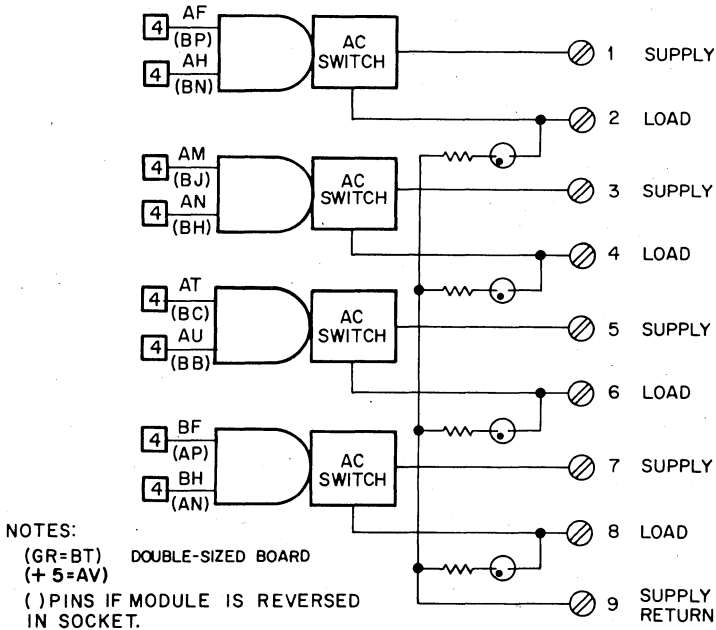 4 AF (BP)
4 AH (BN)
AC SWITCH
1 SUPPLY
2 LOAD
4 AM (BJ)
4 AN (BH)
AC SWITCH
3 SUPPLY
4 LOAD
4 AT (BC)
4 AU (BB)
AC SWITCH
5 SUPPLY
6 LOAD
4 BF (AP)
4 BH (AN)
AC SWITCH
7 SUPPLY
8 LOAD
9 SUPPLY RETURN
NOTES:
(GR=BT) DOUBLE-SIZED BOARD
(+5=AV)
( ) PINS IF MODULE IS REVERSED
IN SOCKET.